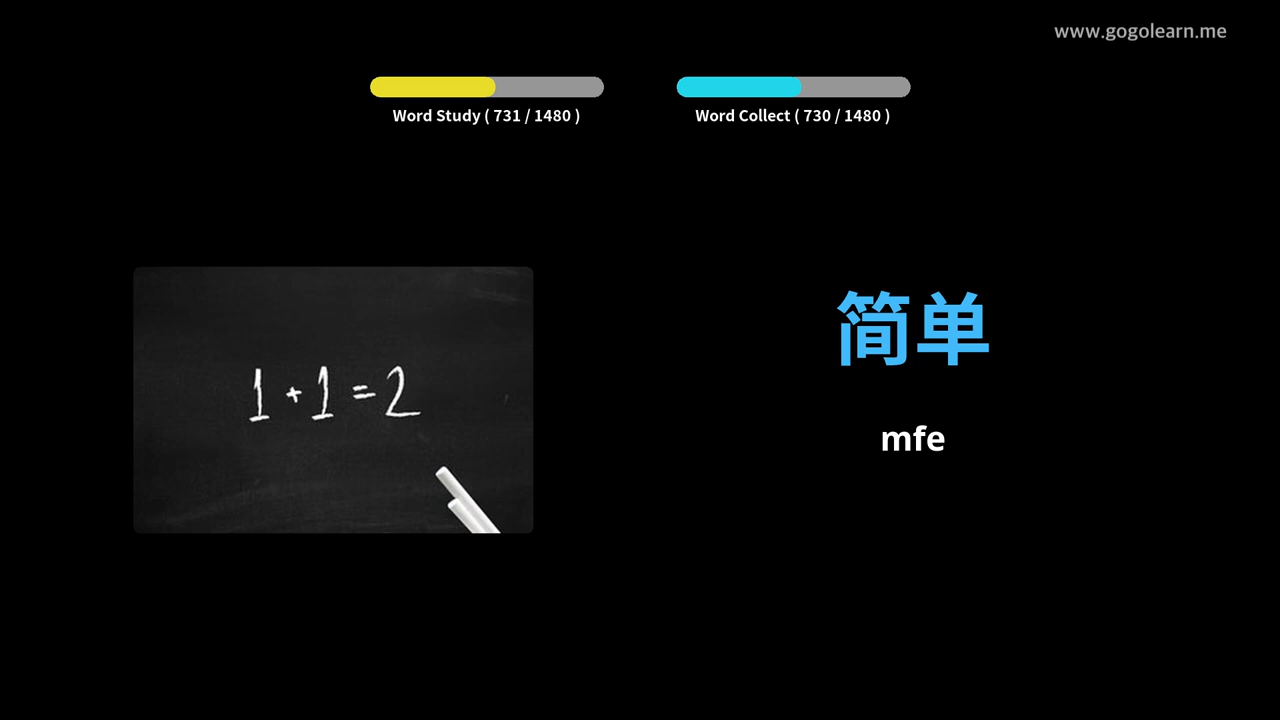 www.gogolearn.me
Word Study ( 731 / 1480 )
Word Collect ( 730 / 1480 )
1 + 1 = 2
简单
mfe